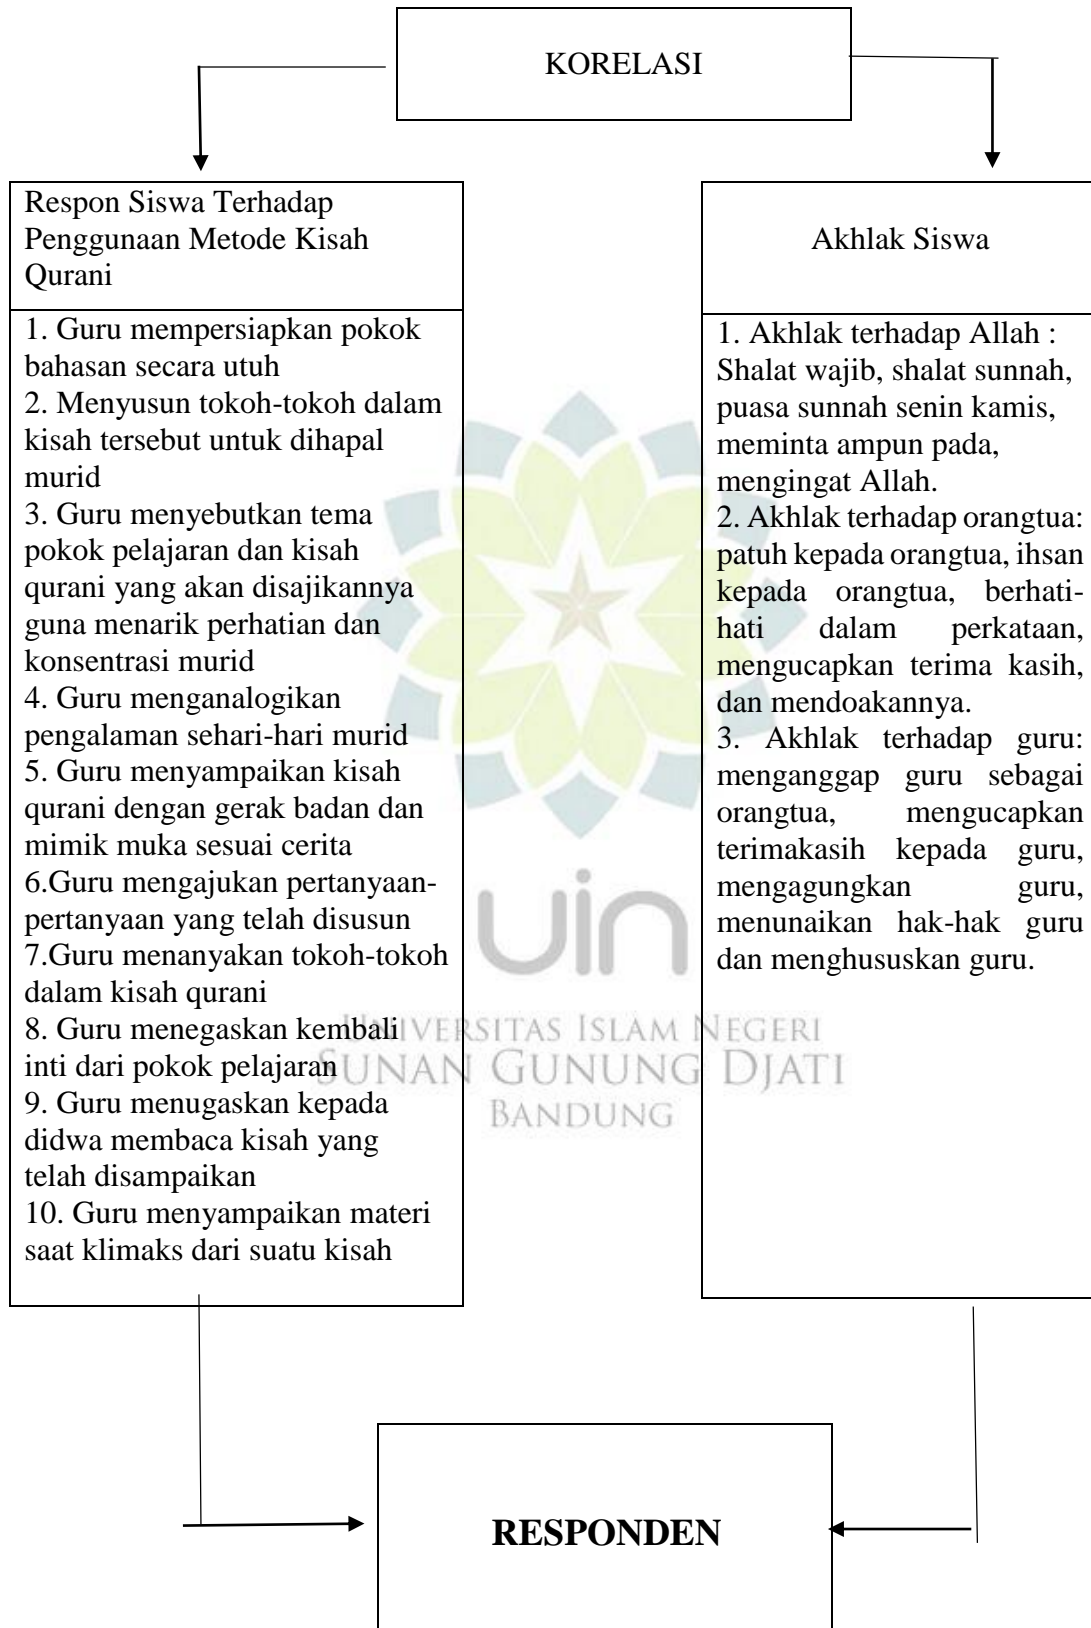 KORELASI
Respon Siswa Terhadap
Penggunaan Metode Kisah
Qurani
1. Guru mempersiapkan pokok
bahasan secara utuh
2. Menyusun tokoh-tokoh dalam
kisah tersebut untuk dihapal
murid
3. Guru menyebutkan tema
pokok pelajaran dan kisah
qurani yang akan disajikannya
guna menarik perhatian dan
konsentrasi murid
4. Guru menganalogikan
pengalaman sehari-hari murid
5. Guru menyampaikan kisah
qurani dengan gerak badan dan
mimik muka sesuai cerita
6.Guru mengajukan pertanyaan-
pertanyaan yang telah disusun
7.Guru menanyakan tokoh-tokoh
dalam kisah qurani
8. Guru menegaskan kembali
inti dari pokok pelajaran
9. Guru menugaskan kepada
didwa membaca kisah yang
telah disampaikan
10. Guru menyampaikan materi
saat klimaks dari suatu kisah
Akhlak Siswa
1. Akhlak terhadap Allah :
Shalat wajib, shalat sunnah,
puasa sunnah senin kamis,
meminta ampun pada,
mengingat Allah.
2. Akhlak terhadap orangtua:
patuh kepada orangtua, ihsan
kepada orangtua, berhati-
hati dalam perkataan,
mengucapkan terima kasih,
dan mendoakannya.
3. Akhlak terhadap guru:
menganggap guru sebagai
orangtua, mengucapkan
terimakasih kepada guru,
mengagungkan guru,
menunaikan hak-hak guru
dan menghususkan guru.
uin
UNIVERSITAS ISLAM NEGERI
SUNAN GUNUNG DJATI
BANDUNG
RESPONDEN